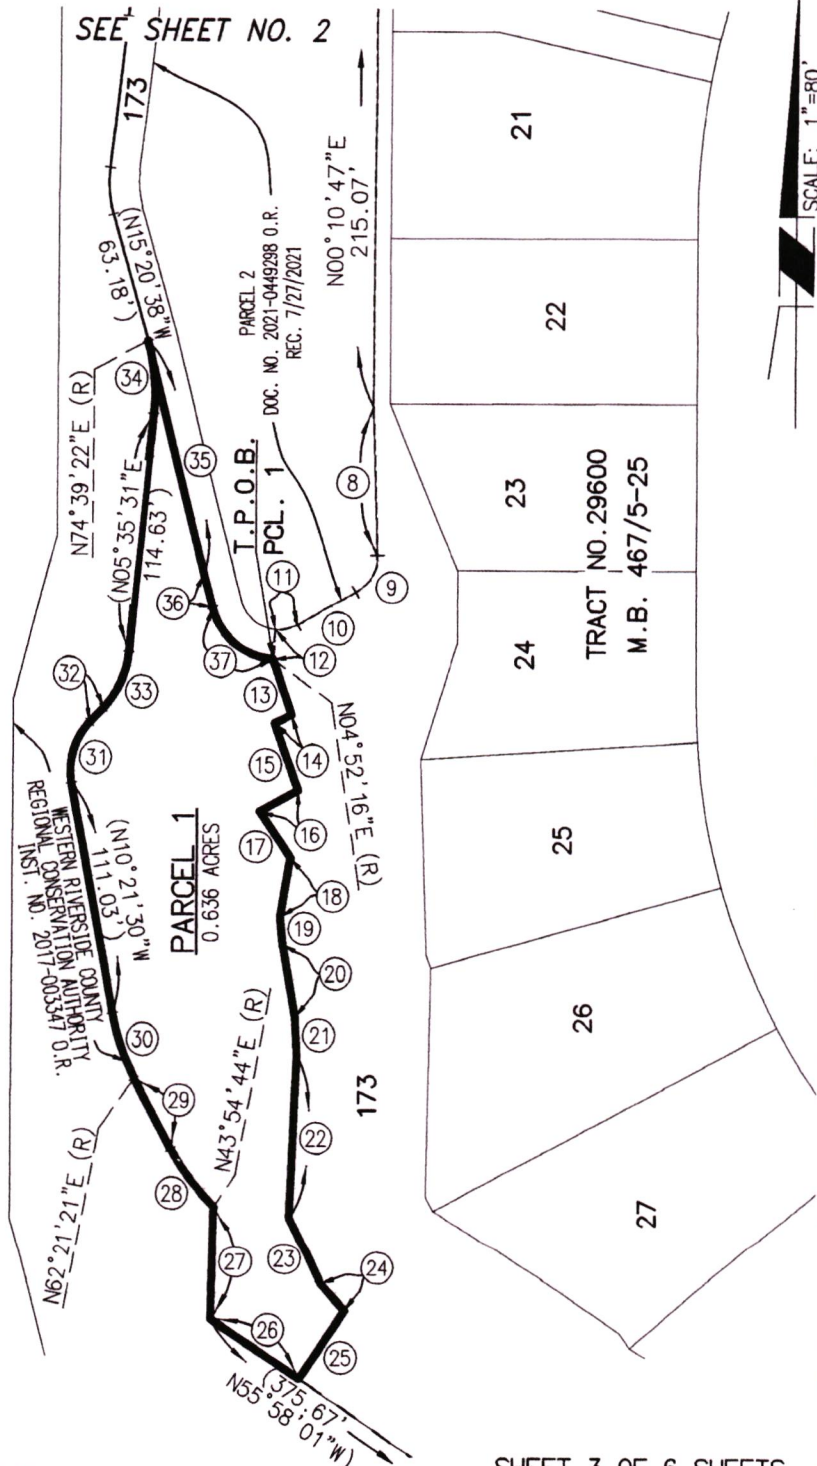 SEE SHEET NO. 2
173
SCALE: 1"=80'
21
N00°10'47"E
215.07'
(N15°20'38"W
63.18')
PARCEL 2
DOC. NO. 2021-0449298 O.R.
REC. 7/27/2021
22
34
N74°39'22"E (R)
35
8
T.P.O.B.
PCL. 1
23
(N05°35'31"E
114.63')
TRACT NO.29600
M.B. 467/5-25
11
9
36
10
37
12
24
32
33
13
N04°52'16"E (R)
14
31
15
16
WESTERN RIVERSIDE COUNTY
REGIONAL CONSERVATION AUTHORITY
INST. NO. 2017-003347 O.R.
(N10°21'30"W
111.03')
PARCEL 1
0.636 ACRES
17
25
18
19
20
30
21
26
29
N43°54'44"E (R)
173
22
N62°21'21"E (R)
28
27
27
23
24
26
25
(375.67'
N55°58'01"W)
SHEET 3 OF 6 SHEETS